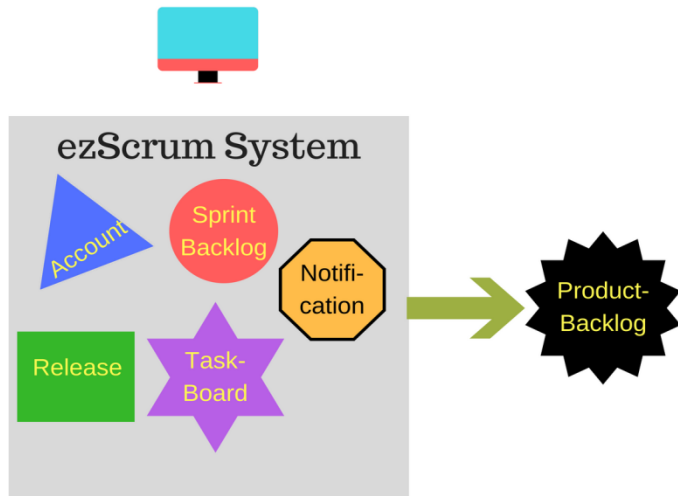 ezScrum System
Account
Sprint
Backlog
Notifi-
cation
Product-
Backlog
Release
Task-
Board